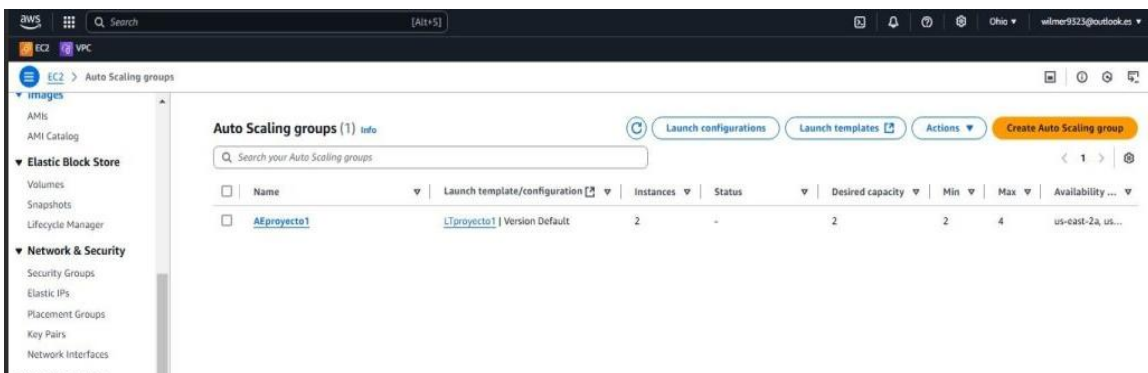 aws Search [Alt+S] Ohio wilmer9323@outlook.es
EC2 VPC
EC2 > Auto Scaling groups
Images
AMIs
AMI Catalog
Elastic Block Store
Volumes
Snapshots
Lifecycle Manager
Network & Security
Security Groups
Elastic IPs
Placement Groups
Key Pairs
Network Interfaces
Auto Scaling groups (1) Info Launch configurations Launch templates Actions Create Auto Scaling group
Search your Auto Scaling groups 1
Name Launch template/configuration Instances Status Desired capacity Min Max Availability ...
AEproyecto1 LTproyecto1 | Version Default 2 - 2 2 4 us-east-2a, us...